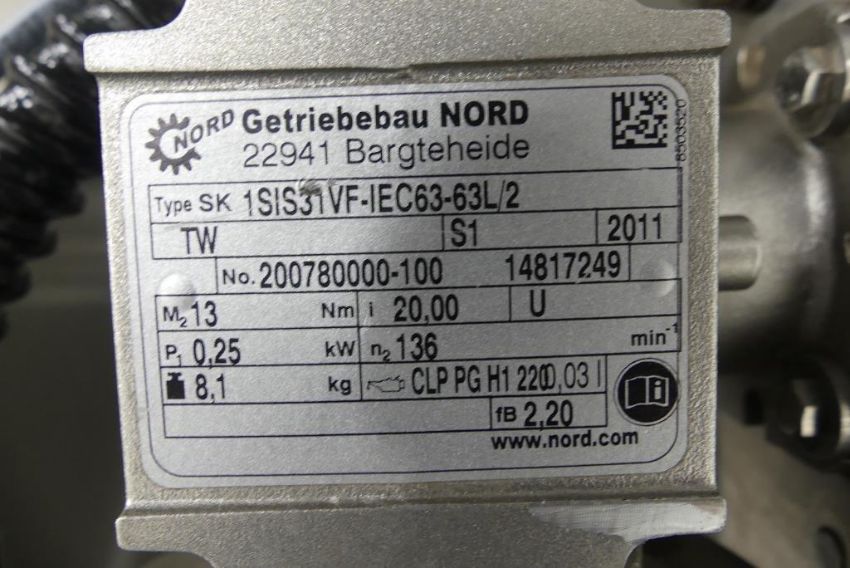 NORD Getriebebau NORD
22941 Bargteheide
8503520
Type SK 1SIS31VF-IEC63-63L/2
TW S1 2011
No. 200780000-100 14817249
M2 13 Nm i 20,00 U
P1 0,25 kW n2 136 min-1
8,1 kg CLP PG H1 220 0,03 l
fB 2,20
www.nord.com